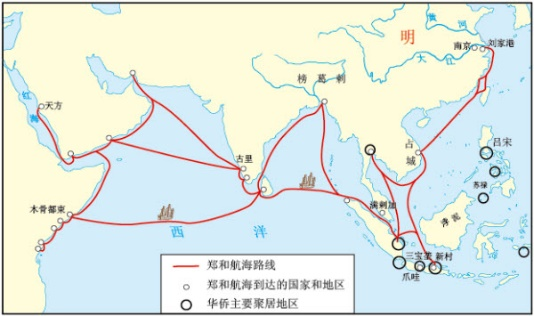 黄河
明
南京
刘家港
大江
榜葛剌
红海
天方
古里
占城
吕宋
苏禄
满剌加
木骨都束
西洋
渤泥
三宝垄
新村
爪哇
郑和航海路线
郑和航海到达的国家和地区
华侨主要聚居地区